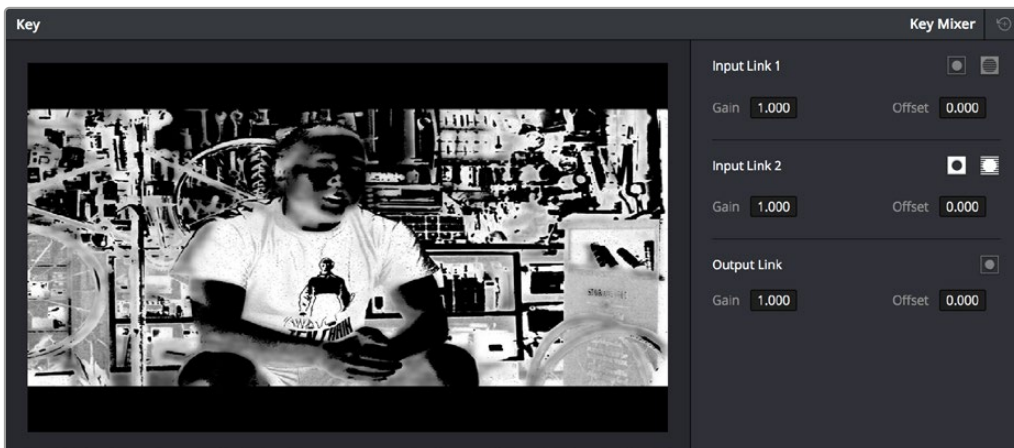 Key
Key Mixer
Input Link 1
Gain 1.000 Offset 0.000
Input Link 2
Gain 1.000 Offset 0.000
Output Link
Gain 1.000 Offset 0.000